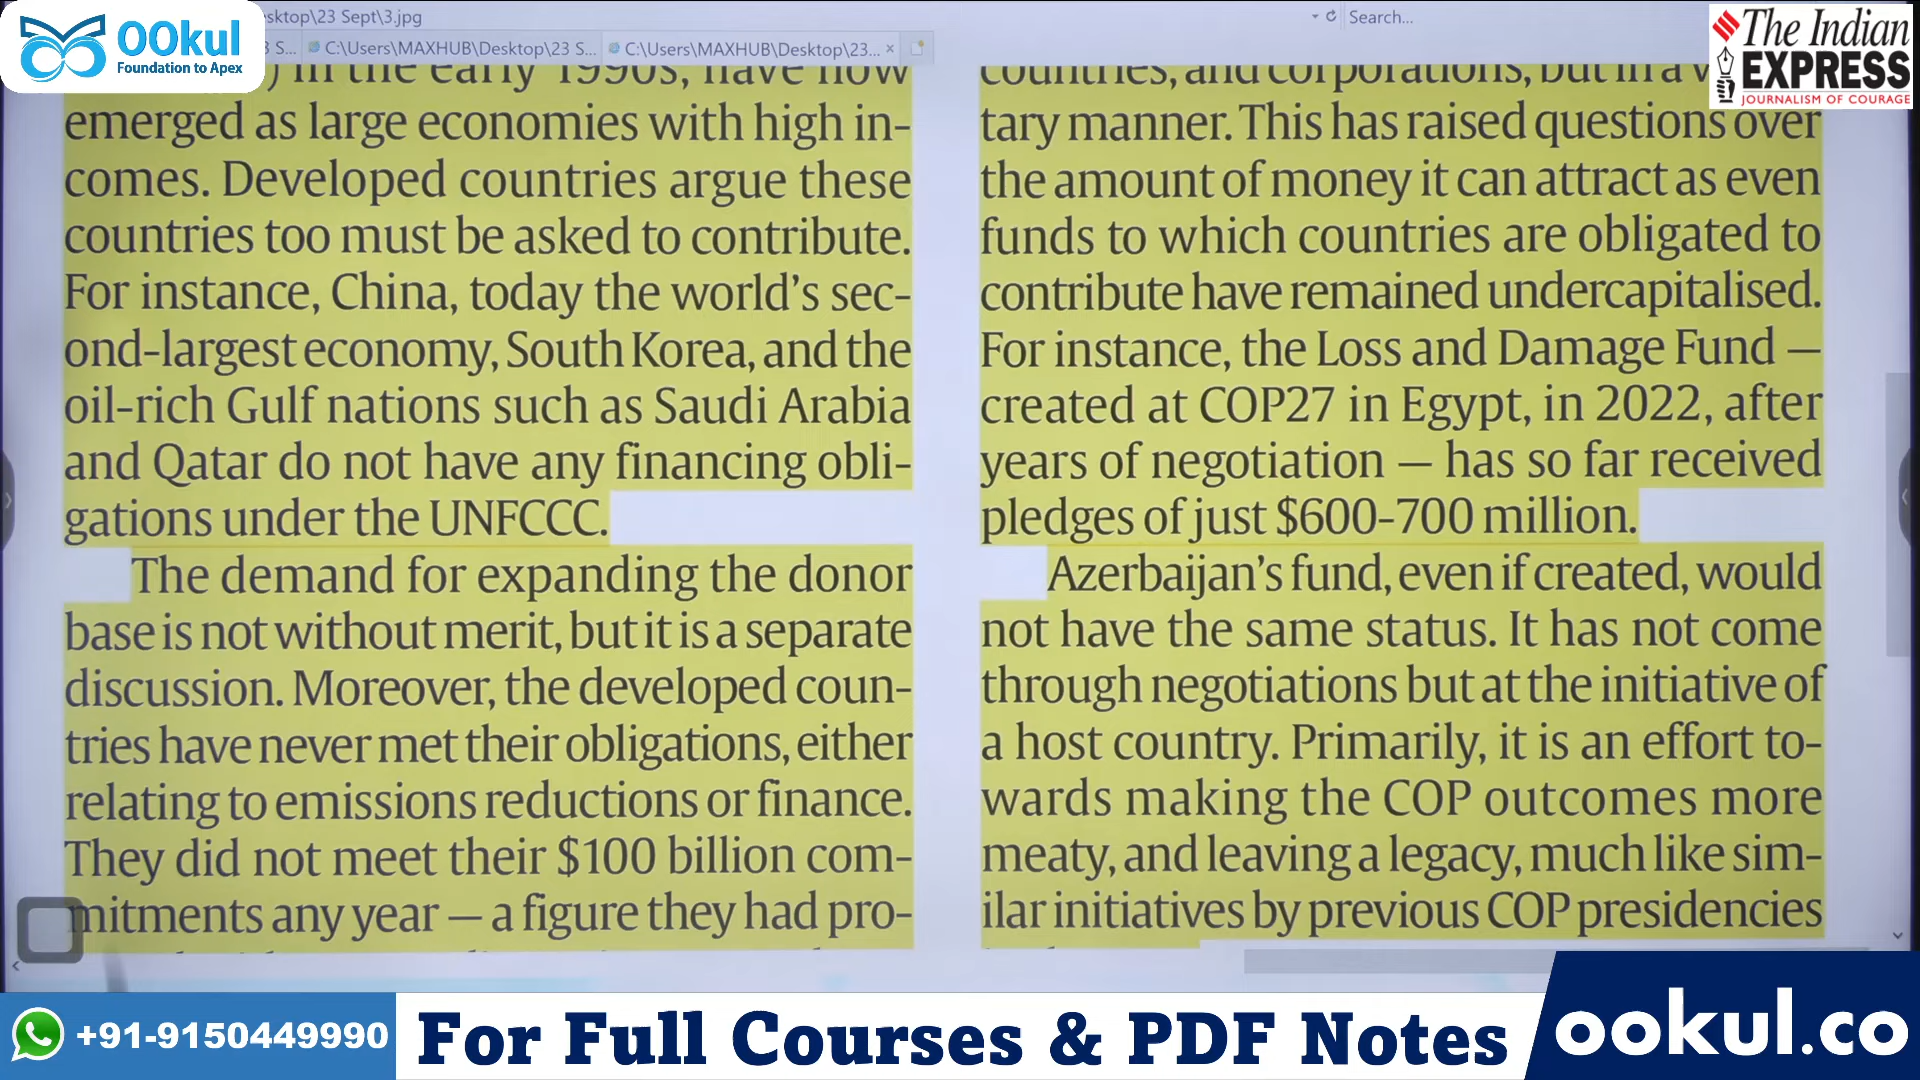 OOkul
Foundation to Apex
sktop\23 Sept\3.jpg
Search...
S...
C:\Users\MAXHUB\Desktop\23 S...
C:\Users\MAXHUB\Desktop\23...
The Indian
EXPRESS
JOURNALISM OF COURAGE
) in the early 1990s, have now
emerged as large economies with high in-
comes. Developed countries argue these
countries too must be asked to contribute.
For instance, China, today the world's sec-
ond-largest economy, South Korea, and the
oil-rich Gulf nations such as Saudi Arabia
and Qatar do not have any financing obli-
gations under the UNFCCC.
The demand for expanding the donor
base is not without merit, but it is a separate
discussion. Moreover, the developed coun-
tries have never met their obligations, either
relating to emissions reductions or finance.
They did not meet their $100 billion com-
mitments any year — a figure they had pro-
countries, and corporations, but in a v
tary manner. This has raised questions over
the amount of money it can attract as even
funds to which countries are obligated to
contribute have remained undercapitalised.
For instance, the Loss and Damage Fund —
created at COP27 in Egypt, in 2022, after
years of negotiation — has so far received
pledges of just $600-700 million.
Azerbaijan's fund, even if created, would
not have the same status. It has not come
through negotiations but at the initiative of
a host country. Primarily, it is an effort to-
wards making the COP outcomes more
meaty, and leaving a legacy, much like sim-
ilar initiatives by previous COP presidencies
+91-9150449990
For Full Courses & PDF Notes
ookul.co